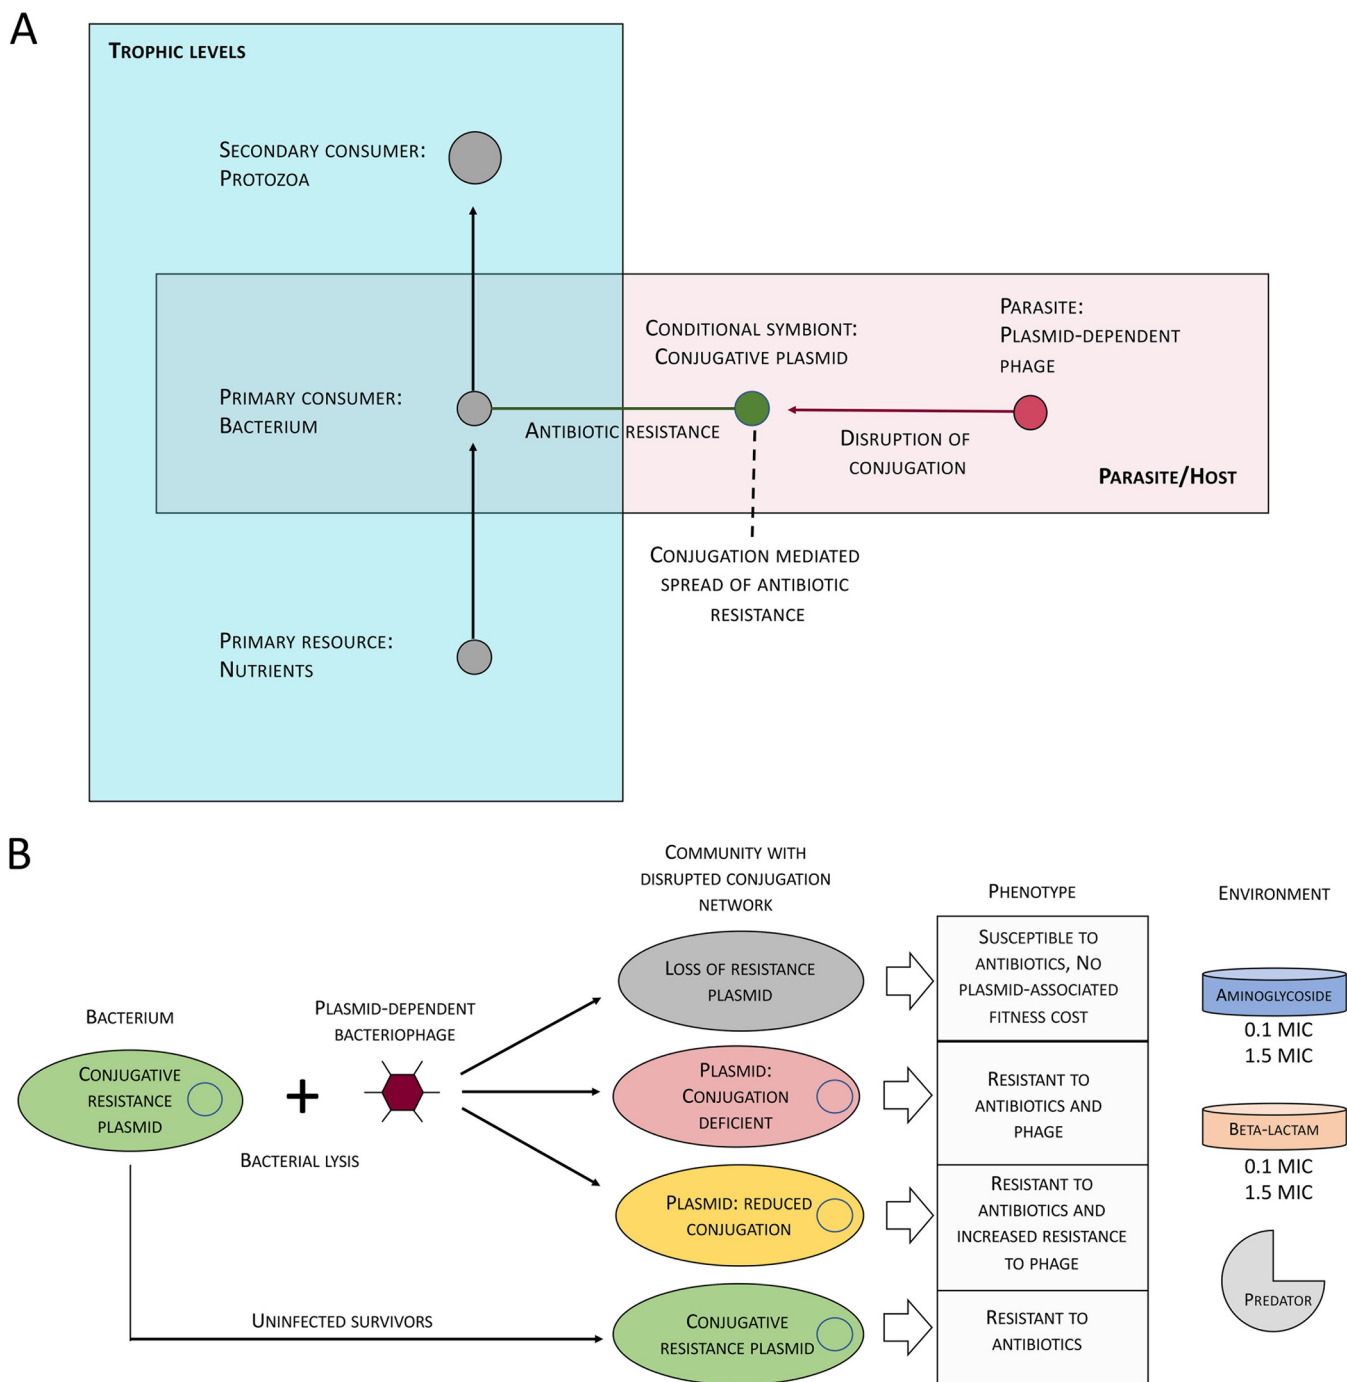 A
Trophic levels
Secondary consumer:
Protozoa
Primary consumer:
Bacterium
Antibiotic resistance
Conditional symbiont:
Conjugative plasmid
Parasite:
Plasmid-dependent
phage
Disruption of
conjugation
Parasite/Host
Conjugation mediated
spread of antibiotic
resistance
Primary resource:
Nutrients
B
Bacterium
Conjugative
resistance
plasmid
+
Bacterial lysis
Plasmid-dependent
bacteriophage
Uninfected survivors
Community with
disrupted conjugation
network
Loss of resistance
plasmid
Plasmid:
Conjugation
deficient
Plasmid: reduced
conjugation
Conjugative
resistance plasmid
Phenotype
Susceptible to
antibiotics, No
plasmid-associated
fitness cost
Resistant to
antibiotics and
phage
Resistant to
antibiotics and
increased resistance
to phage
Resistant to
antibiotics
Environment
Aminoglycoside
0.1 MIC
1.5 MIC
Beta-lactam
0.1 MIC
1.5 MIC
Predator